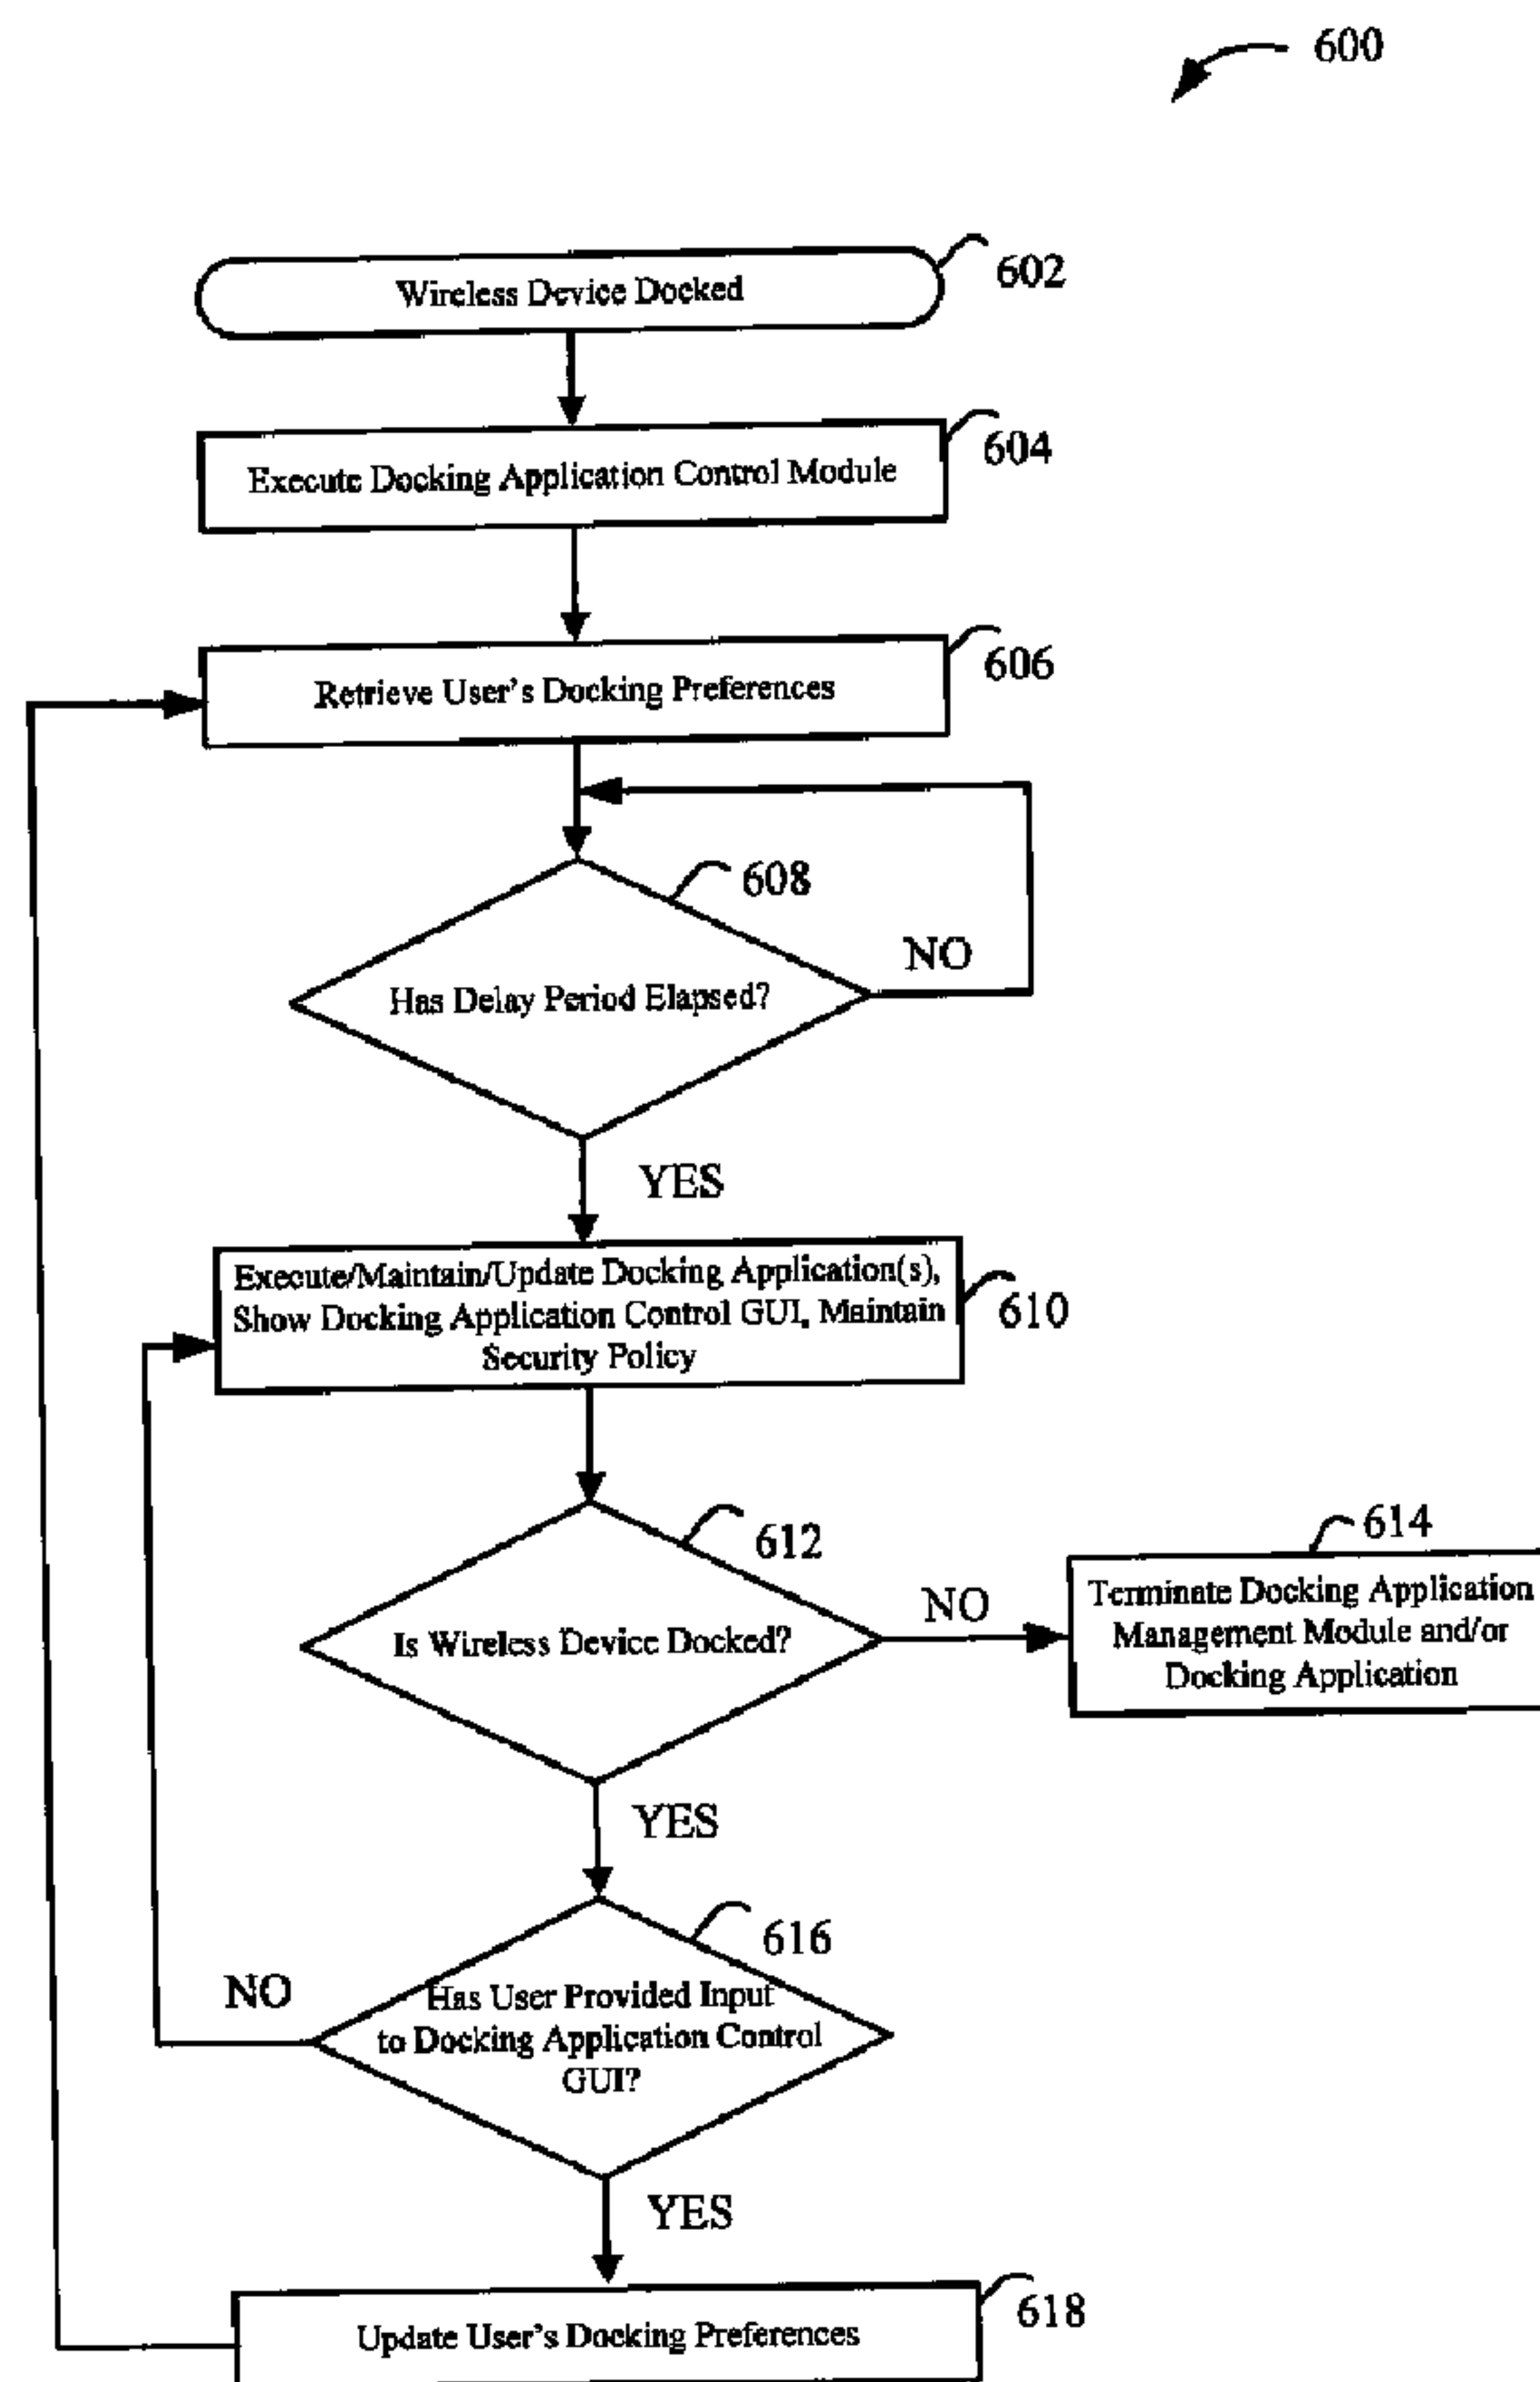 600
Wireless Device Docked
602
Execute Docking Application Control Module
604
Retrieve User's Docking Preferences
606
608
Has Delay Period Elapsed?
NO
YES
Execute/Maintain/Update Docking Application(s),
Show Docking Application Control GUI, Maintain
Security Policy
610
612
Is Wireless Device Docked?
NO
614
Terminate Docking Application
Management Module and/or
Docking Application
YES
616
Has User Provided Input
to Docking Application Control
GUI?
NO
YES
Update User's Docking Preferences
618